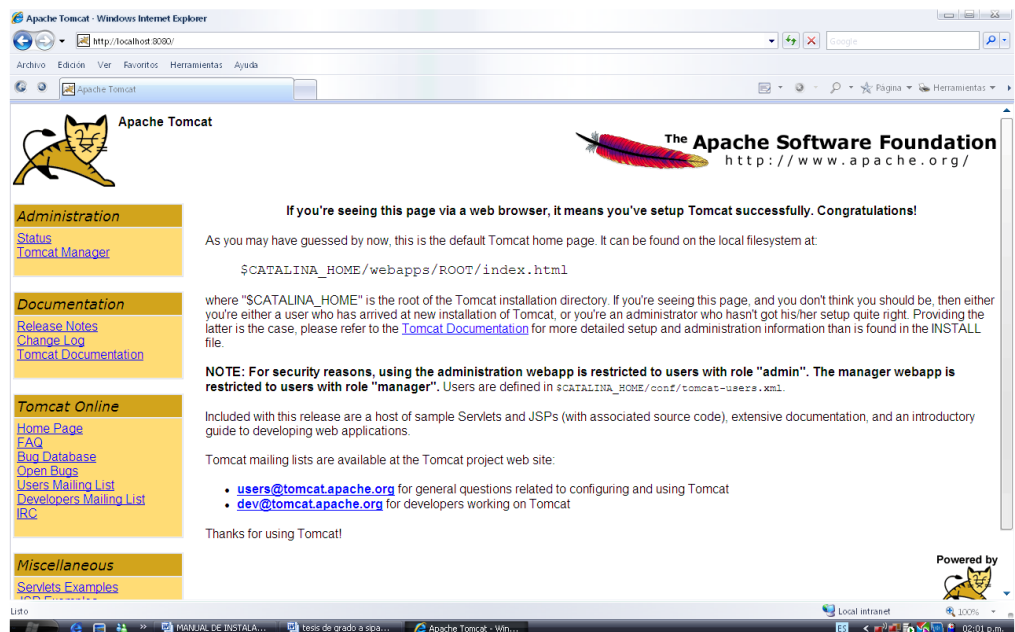 Apache Tomcat - Windows Internet Explorer
http://localhost:8080/
Google
Archivo Edición Ver Favoritos Herramientas Ayuda
Apache Tomcat
Página Herramientas
Apache Tomcat
The Apache Software Foundation
http://www.apache.org/
Administration
Status
Tomcat Manager
Documentation
Release Notes
Change Log
Tomcat Documentation
Tomcat Online
Home Page
FAQ
Bug Database
Open Bugs
Users Mailing List
Developers Mailing List
IRC
Miscellaneous
Servlets Examples
JSP Examples
If you're seeing this page via a web browser, it means you've setup Tomcat successfully. Congratulations!
As you may have guessed by now, this is the default Tomcat home page. It can be found on the local filesystem at:
$CATALINA_HOME/webapps/ROOT/index.html
where "$CATALINA_HOME" is the root of the Tomcat installation directory. If you're seeing this page, and you don't think you should be, then either
you're either a user who has arrived at new installation of Tomcat, or you're an administrator who hasn't got his/her setup quite right. Providing the
latter is the case, please refer to the Tomcat Documentation for more detailed setup and administration information than is found in the INSTALL
file.
NOTE: For security reasons, using the administration webapp is restricted to users with role "admin". The manager webapp is
restricted to users with role "manager". Users are defined in $CATALINA_HOME/conf/tomcat-users.xml.
Included with this release are a host of sample Servlets and JSPs (with associated source code), extensive documentation, and an introductory
guide to developing web applications.
Tomcat mailing lists are available at the Tomcat project web site:
• users@tomcat.apache.org for general questions related to configuring and using Tomcat
• dev@tomcat.apache.org for developers working on Tomcat
Thanks for using Tomcat!
Powered by
Listo
Local intranet
100%
MANUAL DE INSTALA...
tesis de grado a sipa...
Apache Tomcat - Win...
ES
02:01 p.m.